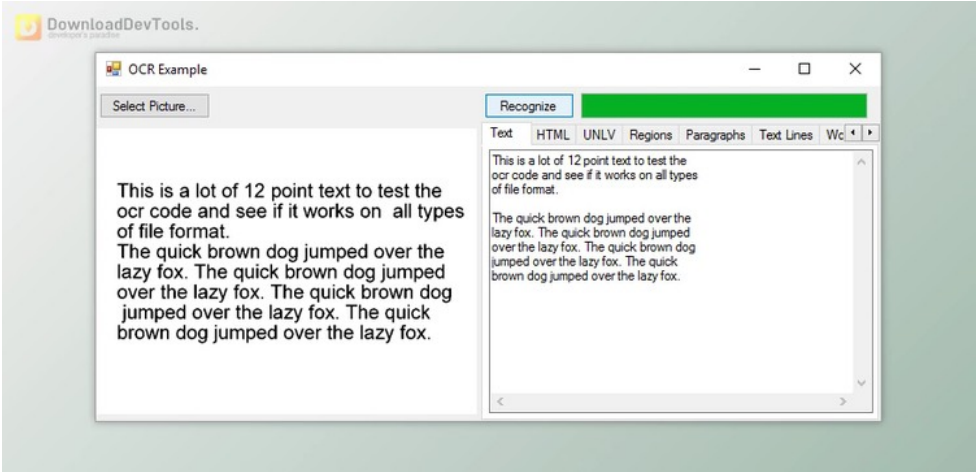 DownloadDevTools.
developer's paradise
OCR Example
Select Picture...
This is a lot of 12 point text to test the
ocr code and see if it works on  all types
of file format.
The quick brown dog jumped over the
lazy fox. The quick brown dog jumped
over the lazy fox. The quick brown dog
jumped over the lazy fox. The quick
brown dog jumped over the lazy fox.
Recognize
Text HTML UNLV Regions Paragraphs Text Lines
This is a lot of 12 point text to test the
ocr code and see if it works on all types
of file format.
The quick brown dog jumped over the
lazy fox. The quick brown dog jumped
over the lazy fox. The quick brown dog
jumped over the lazy fox. The quick
brown dog jumped over the lazy fox.